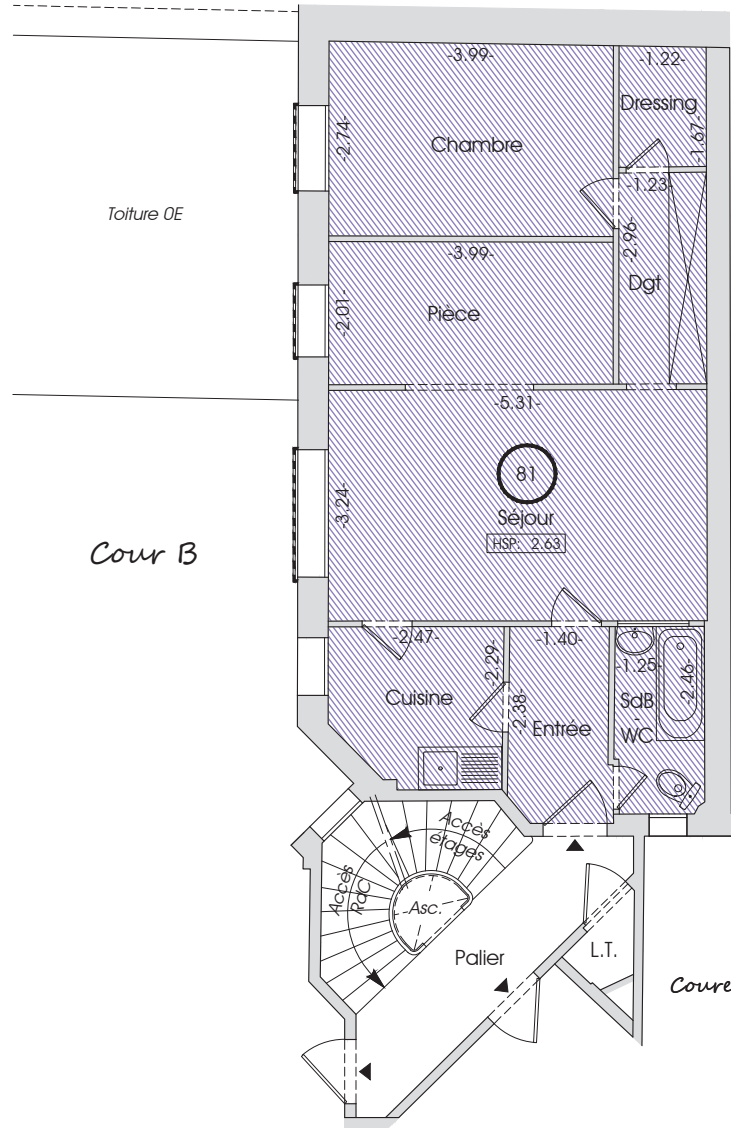 -3.99-
-1.22-
Dressing
-2.74-
-1.67-
Chambre
-1.23-
Toiture 0E
-2.96-
-3.99-
Dgt
-2.01-
Pièce
-5.31-
81
-3.24-
Séjour
HSP: 2.63
Cour B
-2.47-
-1.40-
-2.29-
-1.25-
-2.46-
Cuisine
-2.38-
SdB
-
WC
Entrée
Accès
étages
Accès
RdC
Asc.
Palier
L.T.
Coure